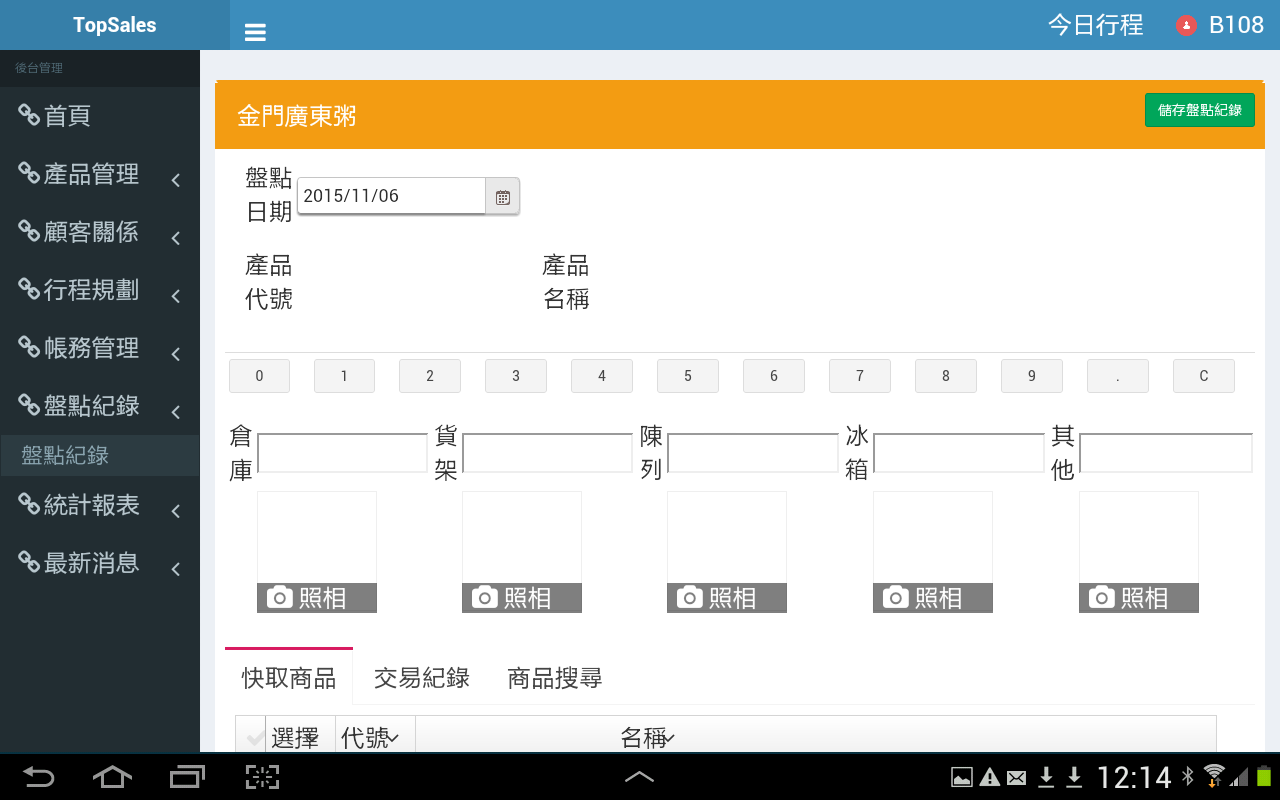 TopSales
今日行程
B108
後台管理
首頁
產品管理
顧客關係
行程規劃
帳務管理
盤點紀錄
盤點紀錄
統計報表
最新消息
金門廣東粥
儲存盤點紀錄
盤點
日期
2015/11/06
產品
代號
產品
名稱
0 1 2 3 4 5 6 7 8 9 . C
倉
庫
貨
架
陳
列
冰
箱
其
他
照相 照相 照相 照相 照相
快取商品 交易紀錄 商品搜尋
選擇 代號 名稱
12:14